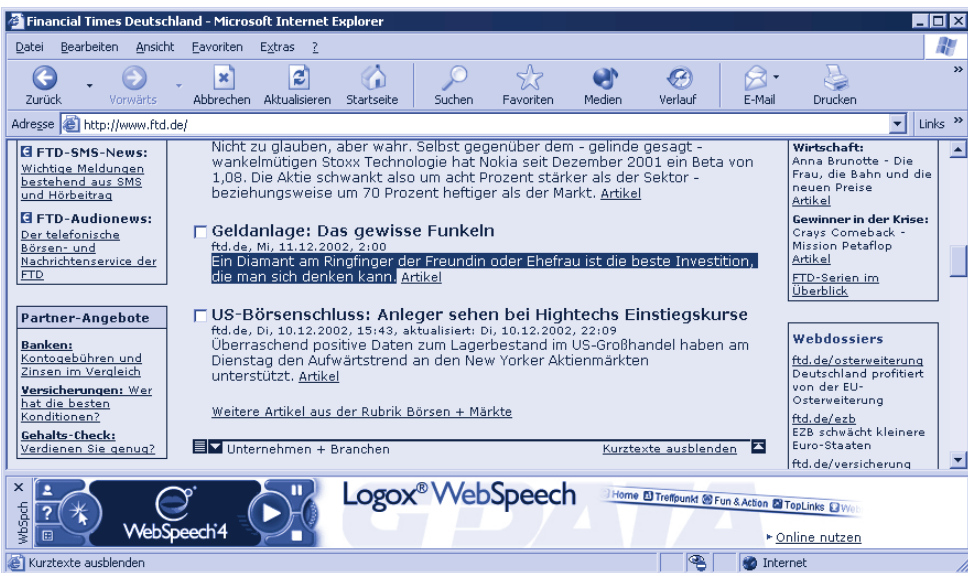 Financial Times Deutschland - Microsoft Internet Explorer
Datei Bearbeiten Ansicht Favoriten Extras ?
Zurück Vorwärts Abbrechen Aktualisieren Startseite Suchen Favoriten Medien Verlauf E-Mail Drucken »
Adresse http://www.ftd.de/ Links »
FTD-SMS-News:
Wichtige Meldungen
bestehend aus SMS
und Hörbeitrag
FTD-Audionews:
Der telefonische
Börsen- und
Nachrichtenservice der
FTD
Partner-Angebote
Banken:
Kontogebühren und
Zinsen im Vergleich
Versicherungen: Wer
hat die besten
Konditionen?
Gehalts-Check:
Verdienen Sie genug?
Nicht zu glauben, aber wahr. Selbst gegenüber dem - gelinde gesagt -
wankelmütigen Stoxx Technologie hat Nokia seit Dezember 2001 ein Beta von
1,08. Die Aktie schwankt also um acht Prozent stärker als der Sektor -
beziehungsweise um 70 Prozent heftiger als der Markt. Artikel
Geldanlage: Das gewisse Funkeln
ftd.de, Mi, 11.12.2002, 2:00
Ein Diamant am Ringfinger der Freundin oder Ehefrau ist die beste Investition,
die man sich denken kann. Artikel
US-Börsenschluss: Anleger sehen bei Hightechs Einstiegskurse
ftd.de, Di, 10.12.2002, 15:43, aktualisiert: Di, 10.12.2002, 22:09
Überraschend positive Daten zum Lagerbestand im US-Großhandel haben am
Dienstag den Aufwärtstrend an den New Yorker Aktienmärkten
unterstützt. Artikel
Weitere Artikel aus der Rubrik Börsen + Märkte
Unternehmen + Branchen Kurztexte ausblenden
Wirtschaft:
Anna Brunotte - Die
Frau, die Bahn und die
neuen Preise
Artikel
Gewinner in der Krise:
Crays Comeback -
Mission Petaflop
Artikel
FTD-Serien im
Überblick
Webdossiers
ftd.de/osterweiterung
Deutschland profitiert
von der EU-
Osterweiterung
ftd.de/ezb
EZB schwächt kleinere
Euro-Staaten
ftd.de/versicherung
WbSpch
WebSpeech4
Logox® WebSpeech
G DATA
Home Treffpunkt Fun & Action TopLinks Web
Online nutzen
Kurztexte ausblenden Internet